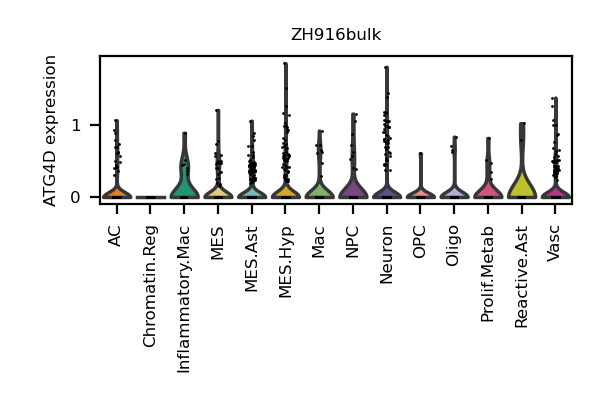 ZH916bulk
ATG4D expression
1
0
AC
Chromatin.Reg
Inflammatory.Mac
MES
MES.Ast
MES.Hyp
Mac
NPC
Neuron
OPC
Oligo
Prolif.Metab
Reactive.Ast
Vasc